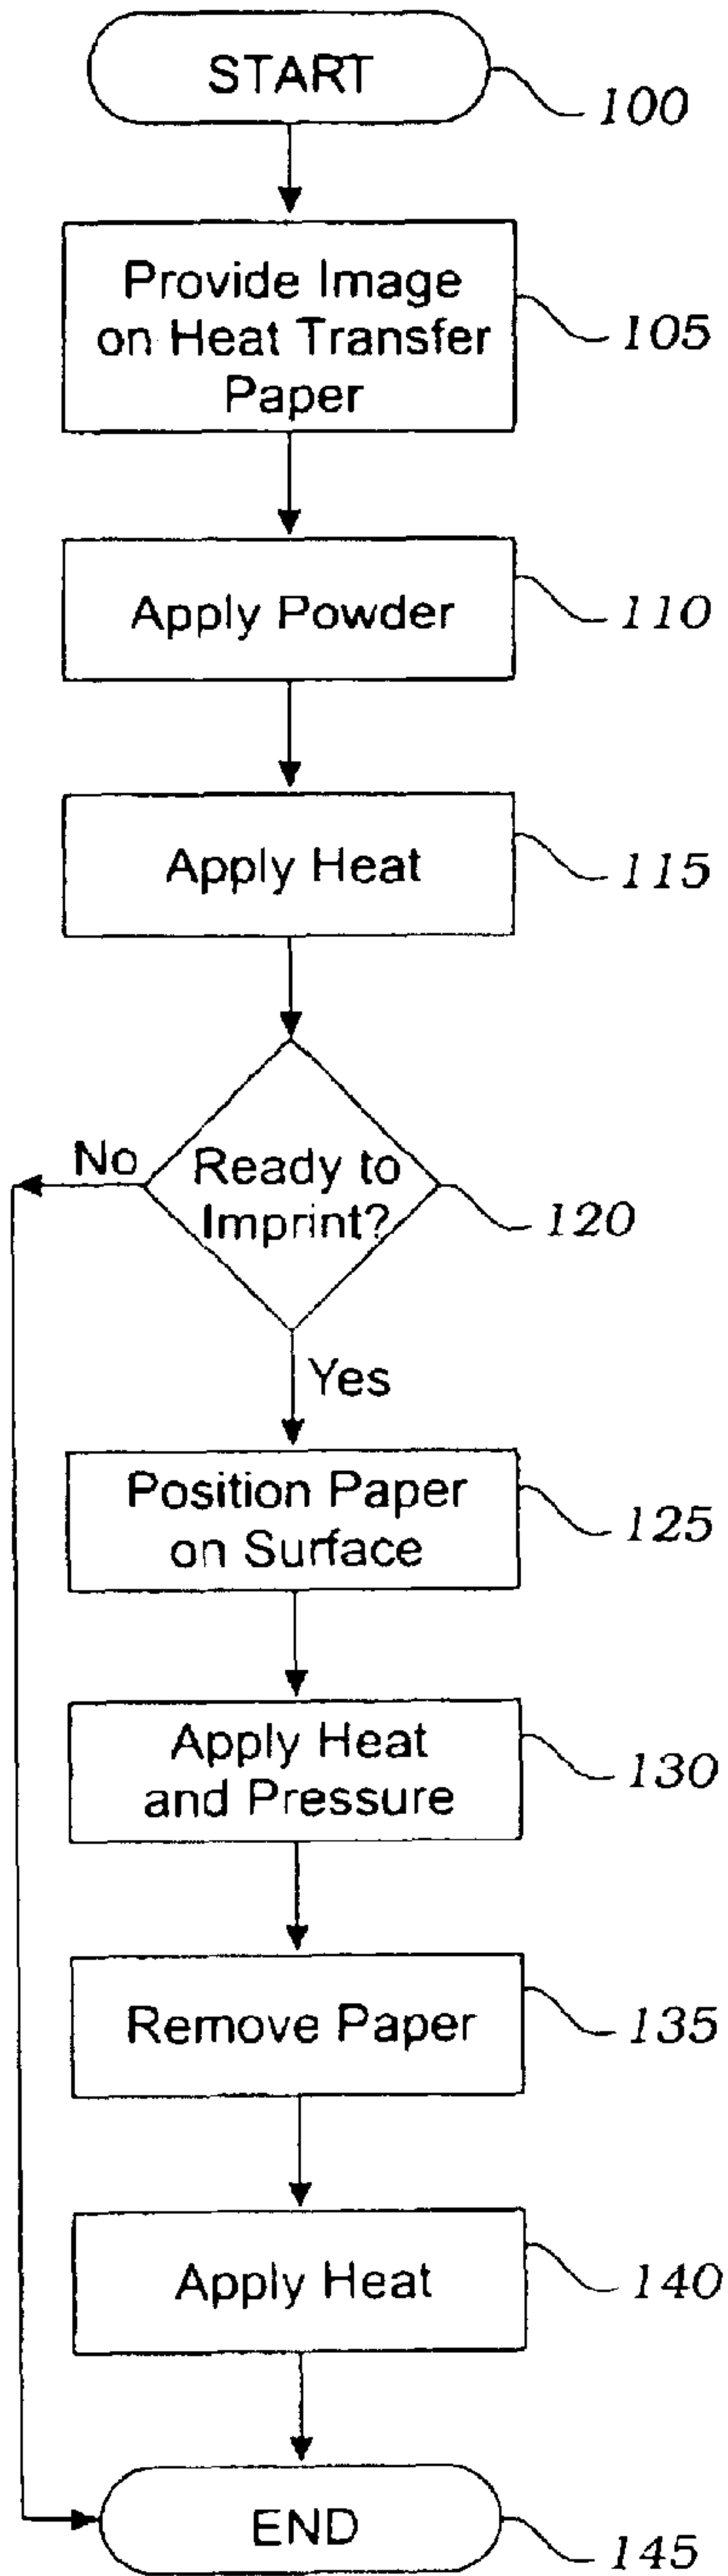 START
100
Provide Image
on Heat Transfer
Paper
105
Apply Powder
110
Apply Heat
115
No
Ready to
Imprint?
120
Yes
Position Paper
on Surface
125
Apply Heat
and Pressure
130
Remove Paper
135
Apply Heat
140
END
145